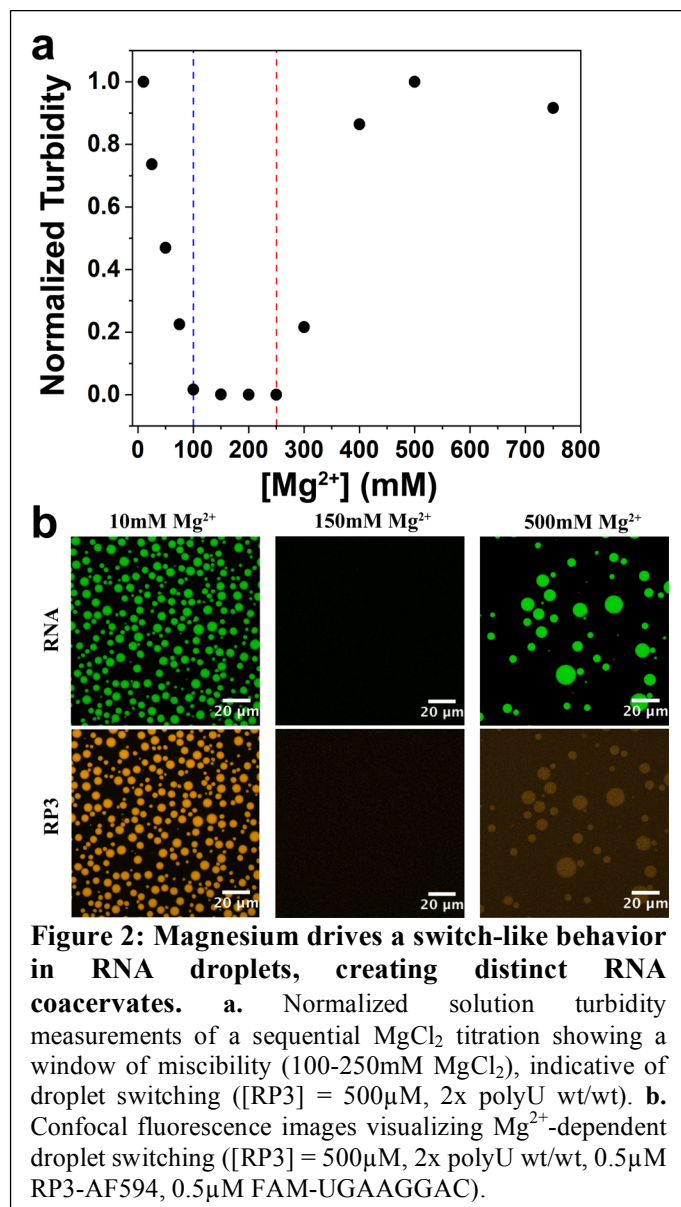 a
1.0
0.8
0.6
0.4
0.2
0.0
Normalized Turbidity
0 100 200 300 400 500 600 700 800
[Mg²⁺] (mM)
b
10mM Mg²⁺ 150mM Mg²⁺ 500mM Mg²⁺
RNA
20 µm 20 µm 20 µm
RP3
20 µm 20 µm 20 µm
Figure 2: Magnesium drives a switch-like behavior
in RNA droplets, creating distinct RNA
coacervates. a. Normalized solution turbidity
measurements of a sequential MgCl₂ titration showing a
window of miscibility (100-250mM MgCl₂), indicative of
droplet switching ([RP3] = 500µM, 2x polyU wt/wt). b.
Confocal fluorescence images visualizing Mg²⁺-dependent
droplet switching ([RP3] = 500µM, 2x polyU wt/wt, 0.5µM
RP3-AF594, 0.5µM FAM-UGAAGGAC).